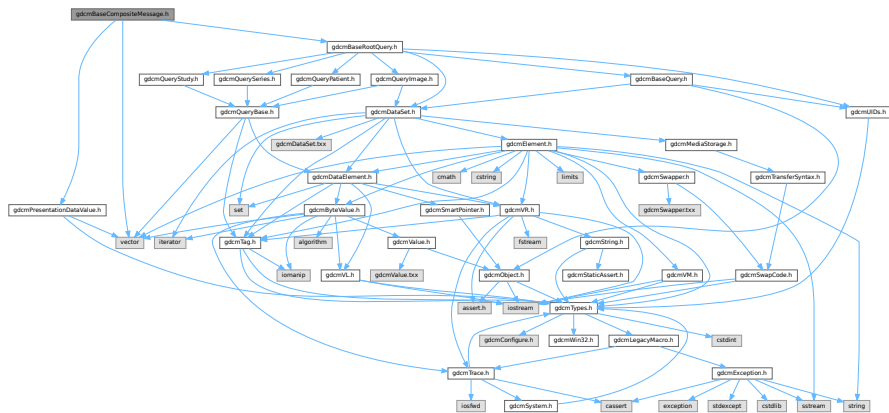 gdcmBaseCompositeMessage.h
gdcmBaseRootQuery.h
gdcmQueryStudy.h
gdcmQuerySeries.h
gdcmQueryPatient.h
gdcmQueryImage.h
gdcmBaseQuery.h
gdcmQueryBase.h
gdcmDataSet.h
gdcmUIDs.h
gdcmDataSet.txx
gdcmElement.h
gdcmMediaStorage.h
gdcmDataElement.h
cmath
cstring
limits
gdcmSwapper.h
gdcmTransferSyntax.h
gdcmPresentationDataValue.h
set
gdcmByteValue.h
gdcmSmartPointer.h
gdcmVR.h
gdcmSwapper.txx
vector
iterator
gdcmTag.h
algorithm
gdcmValue.h
fstream
gdcmString.h
iomanip
gdcmVL.h
gdcmValue.txx
gdcmObject.h
gdcmStaticAssert.h
gdcmVM.h
gdcmSwapCode.h
assert.h
iostream
gdcmTypes.h
gdcmConfigure.h
gdcmWin32.h
gdcmLegacyMacro.h
cstdint
gdcmTrace.h
gdcmException.h
iosfwd
gdcmSystem.h
cassert
exception
stdexcept
cstdlib
sstream
string